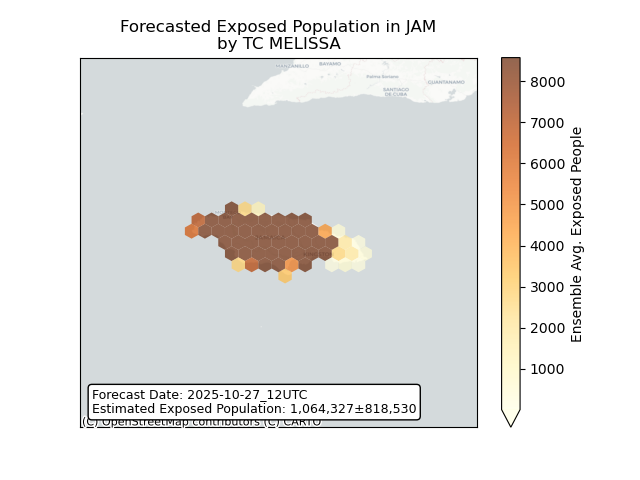 Forecasted Exposed Population in JAM
by TC MELISSA
MANZANILLO
BAYAMO
Palma Soriano
GUANTANAMO
SANTIAGO
DE CUBA
8000
7000
6000
5000
4000
3000
2000
1000
Ensemble Avg. Exposed People
Forecast Date: 2025-10-27_12UTC
Estimated Exposed Population: 1,064,327±818,530
(C) OpenStreetMap contributors (C) CARTO